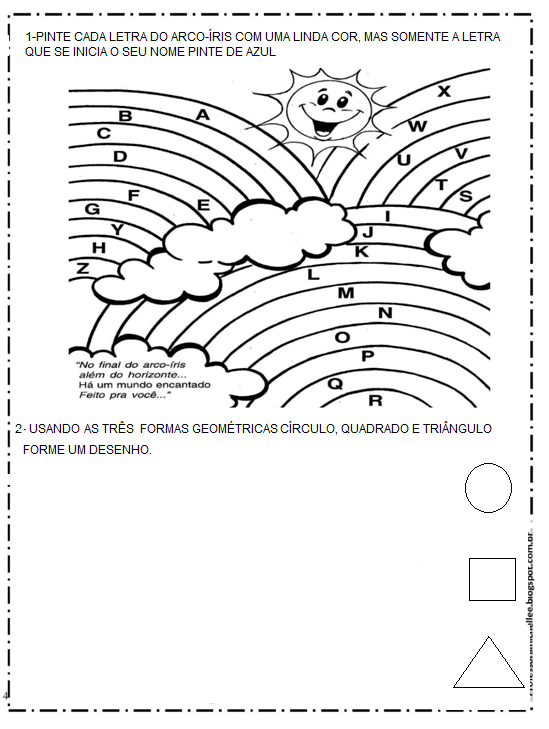 1-PINTE CADA LETRA DO ARCO-ÍRIS COM UMA LINDA COR, MAS SOMENTE A LETRA
QUE SE INICIA O SEU NOME PINTE DE AZUL
X
B A
W
C
D
U V
T
F
S
E
G
I
Y
J
H
K
Z
L
M
N
O
P
Q
R
"No final do arco-íris
além do horizonte...
Há um mundo encantado
Feito pra você..."
2- USANDO AS TRÊS FORMAS GEOMÉTRICAS CÍRCULO, QUADRADO E TRIÂNGULO
FORME UM DESENHO.
4